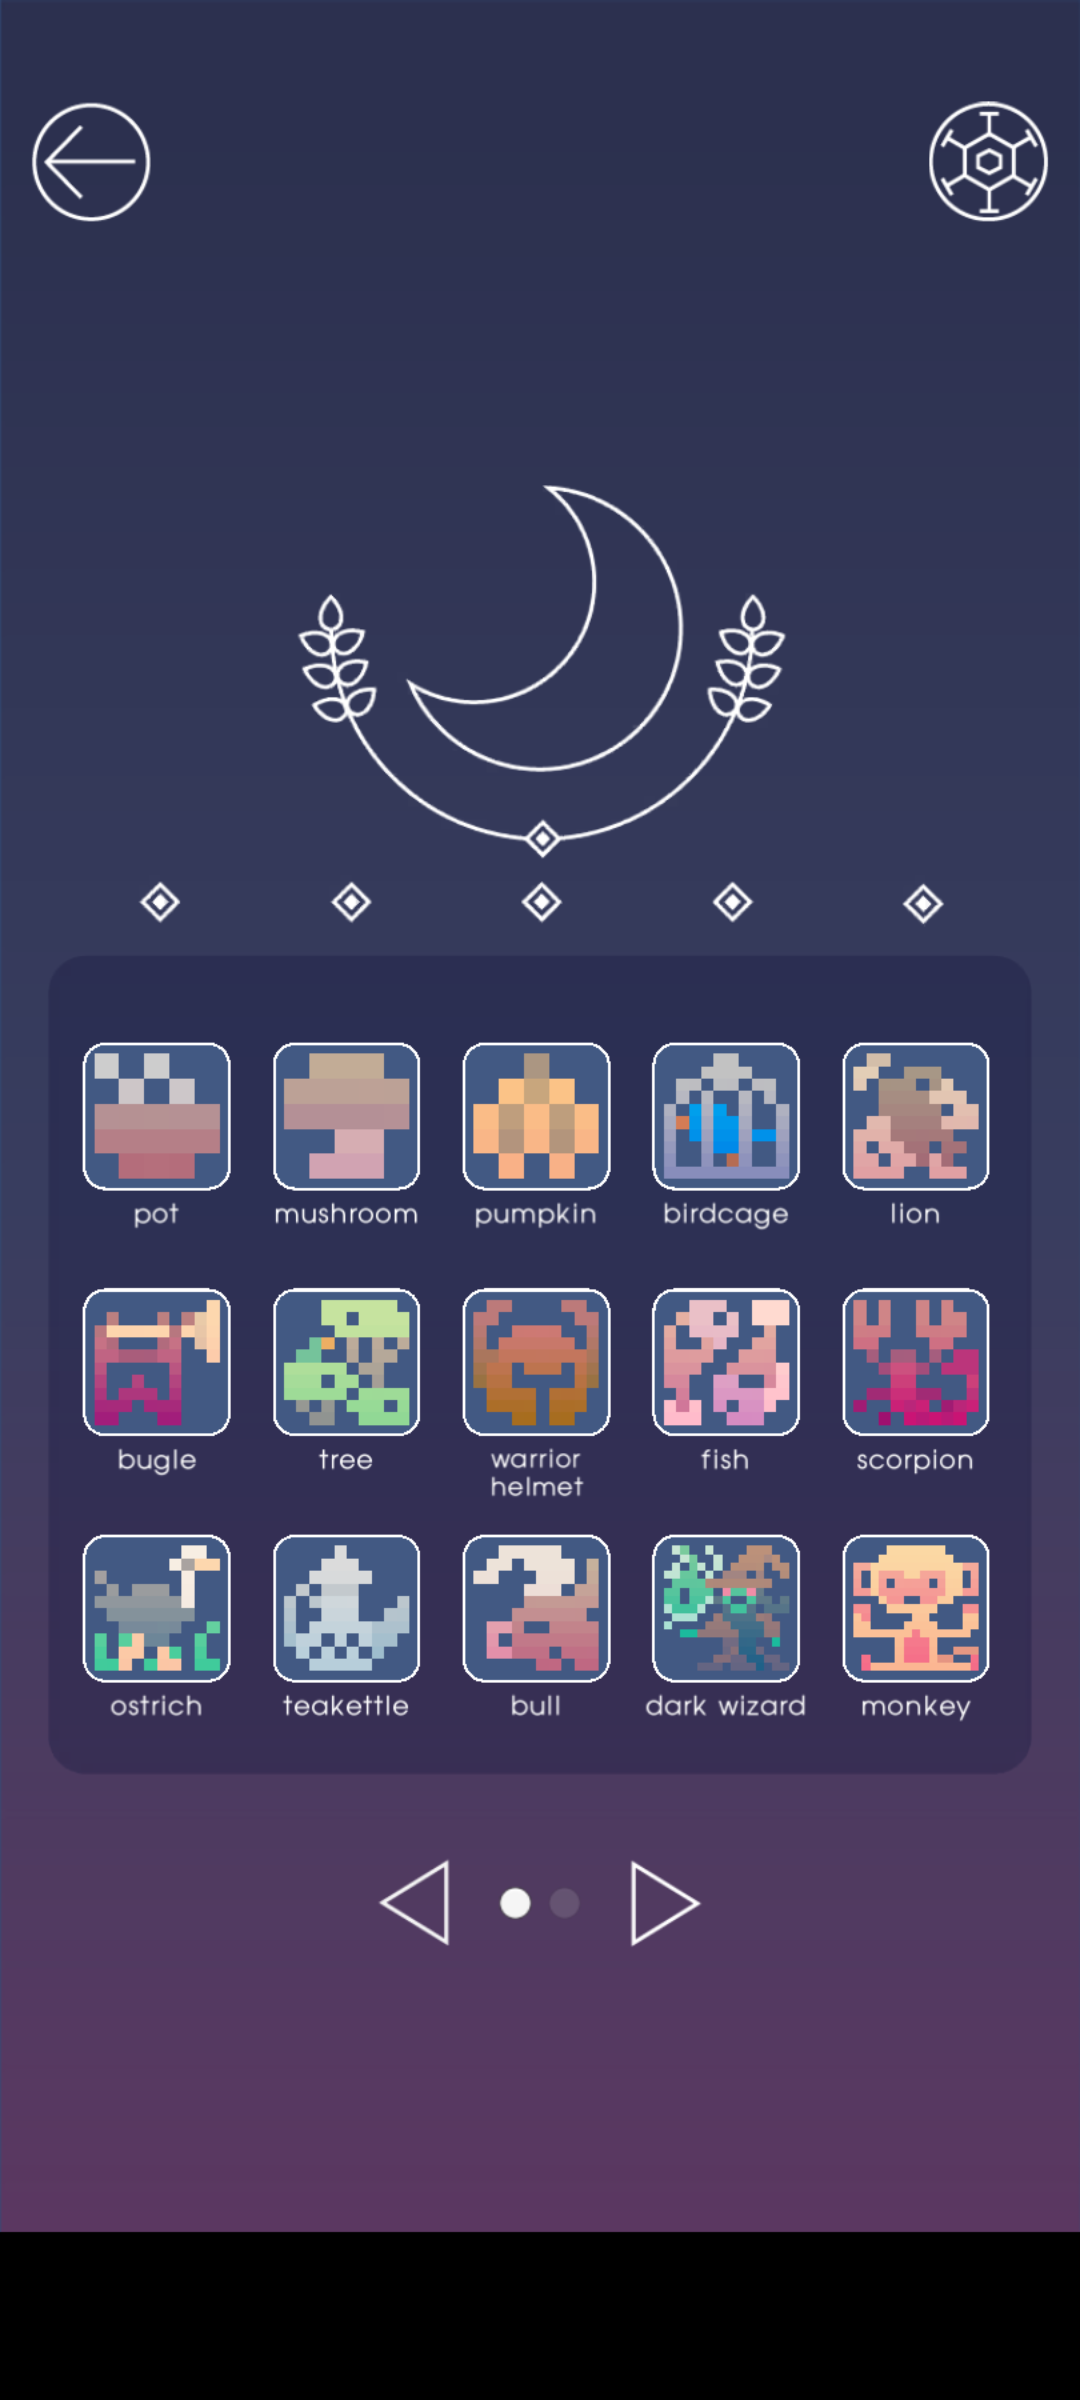 pot
mushroom
pumpkin
birdcage
lion
bugle
tree
warrior
helmet
fish
scorpion
ostrich
teakettle
bull
dark wizard
monkey